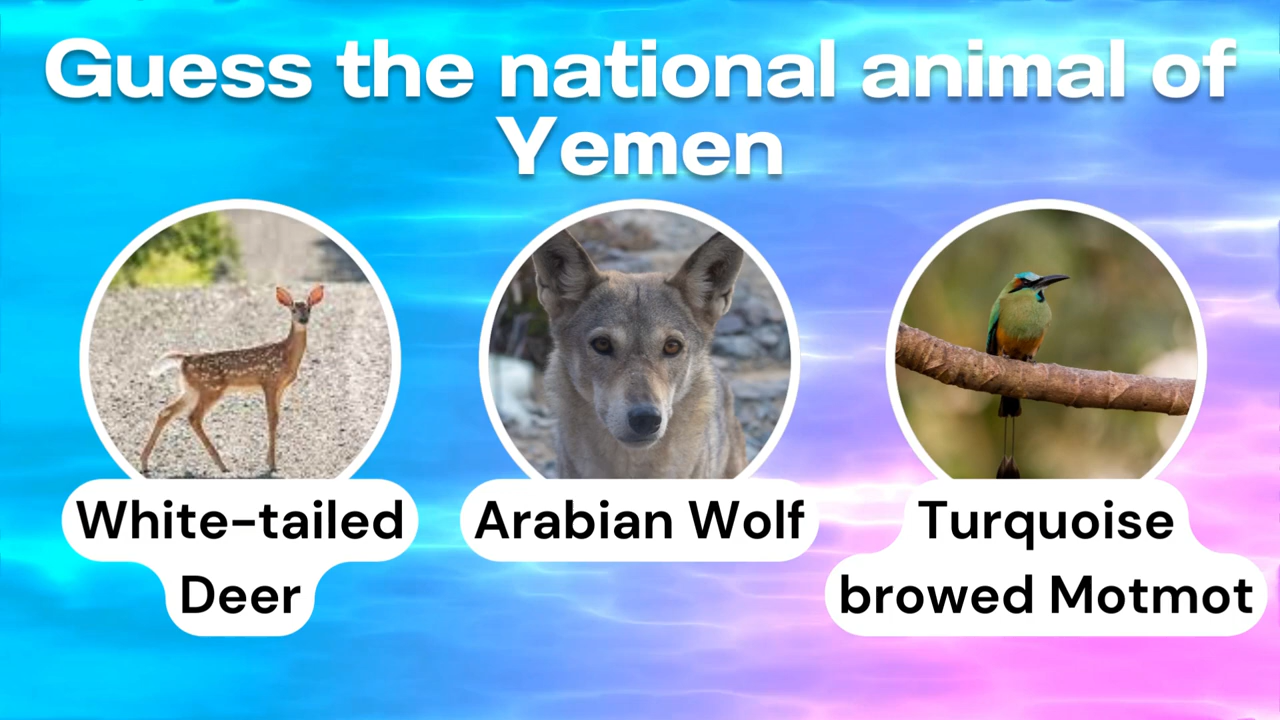 Guess the national animal of
Yemen
White-tailed
Deer
Arabian Wolf
Turquoise
browed Motmot